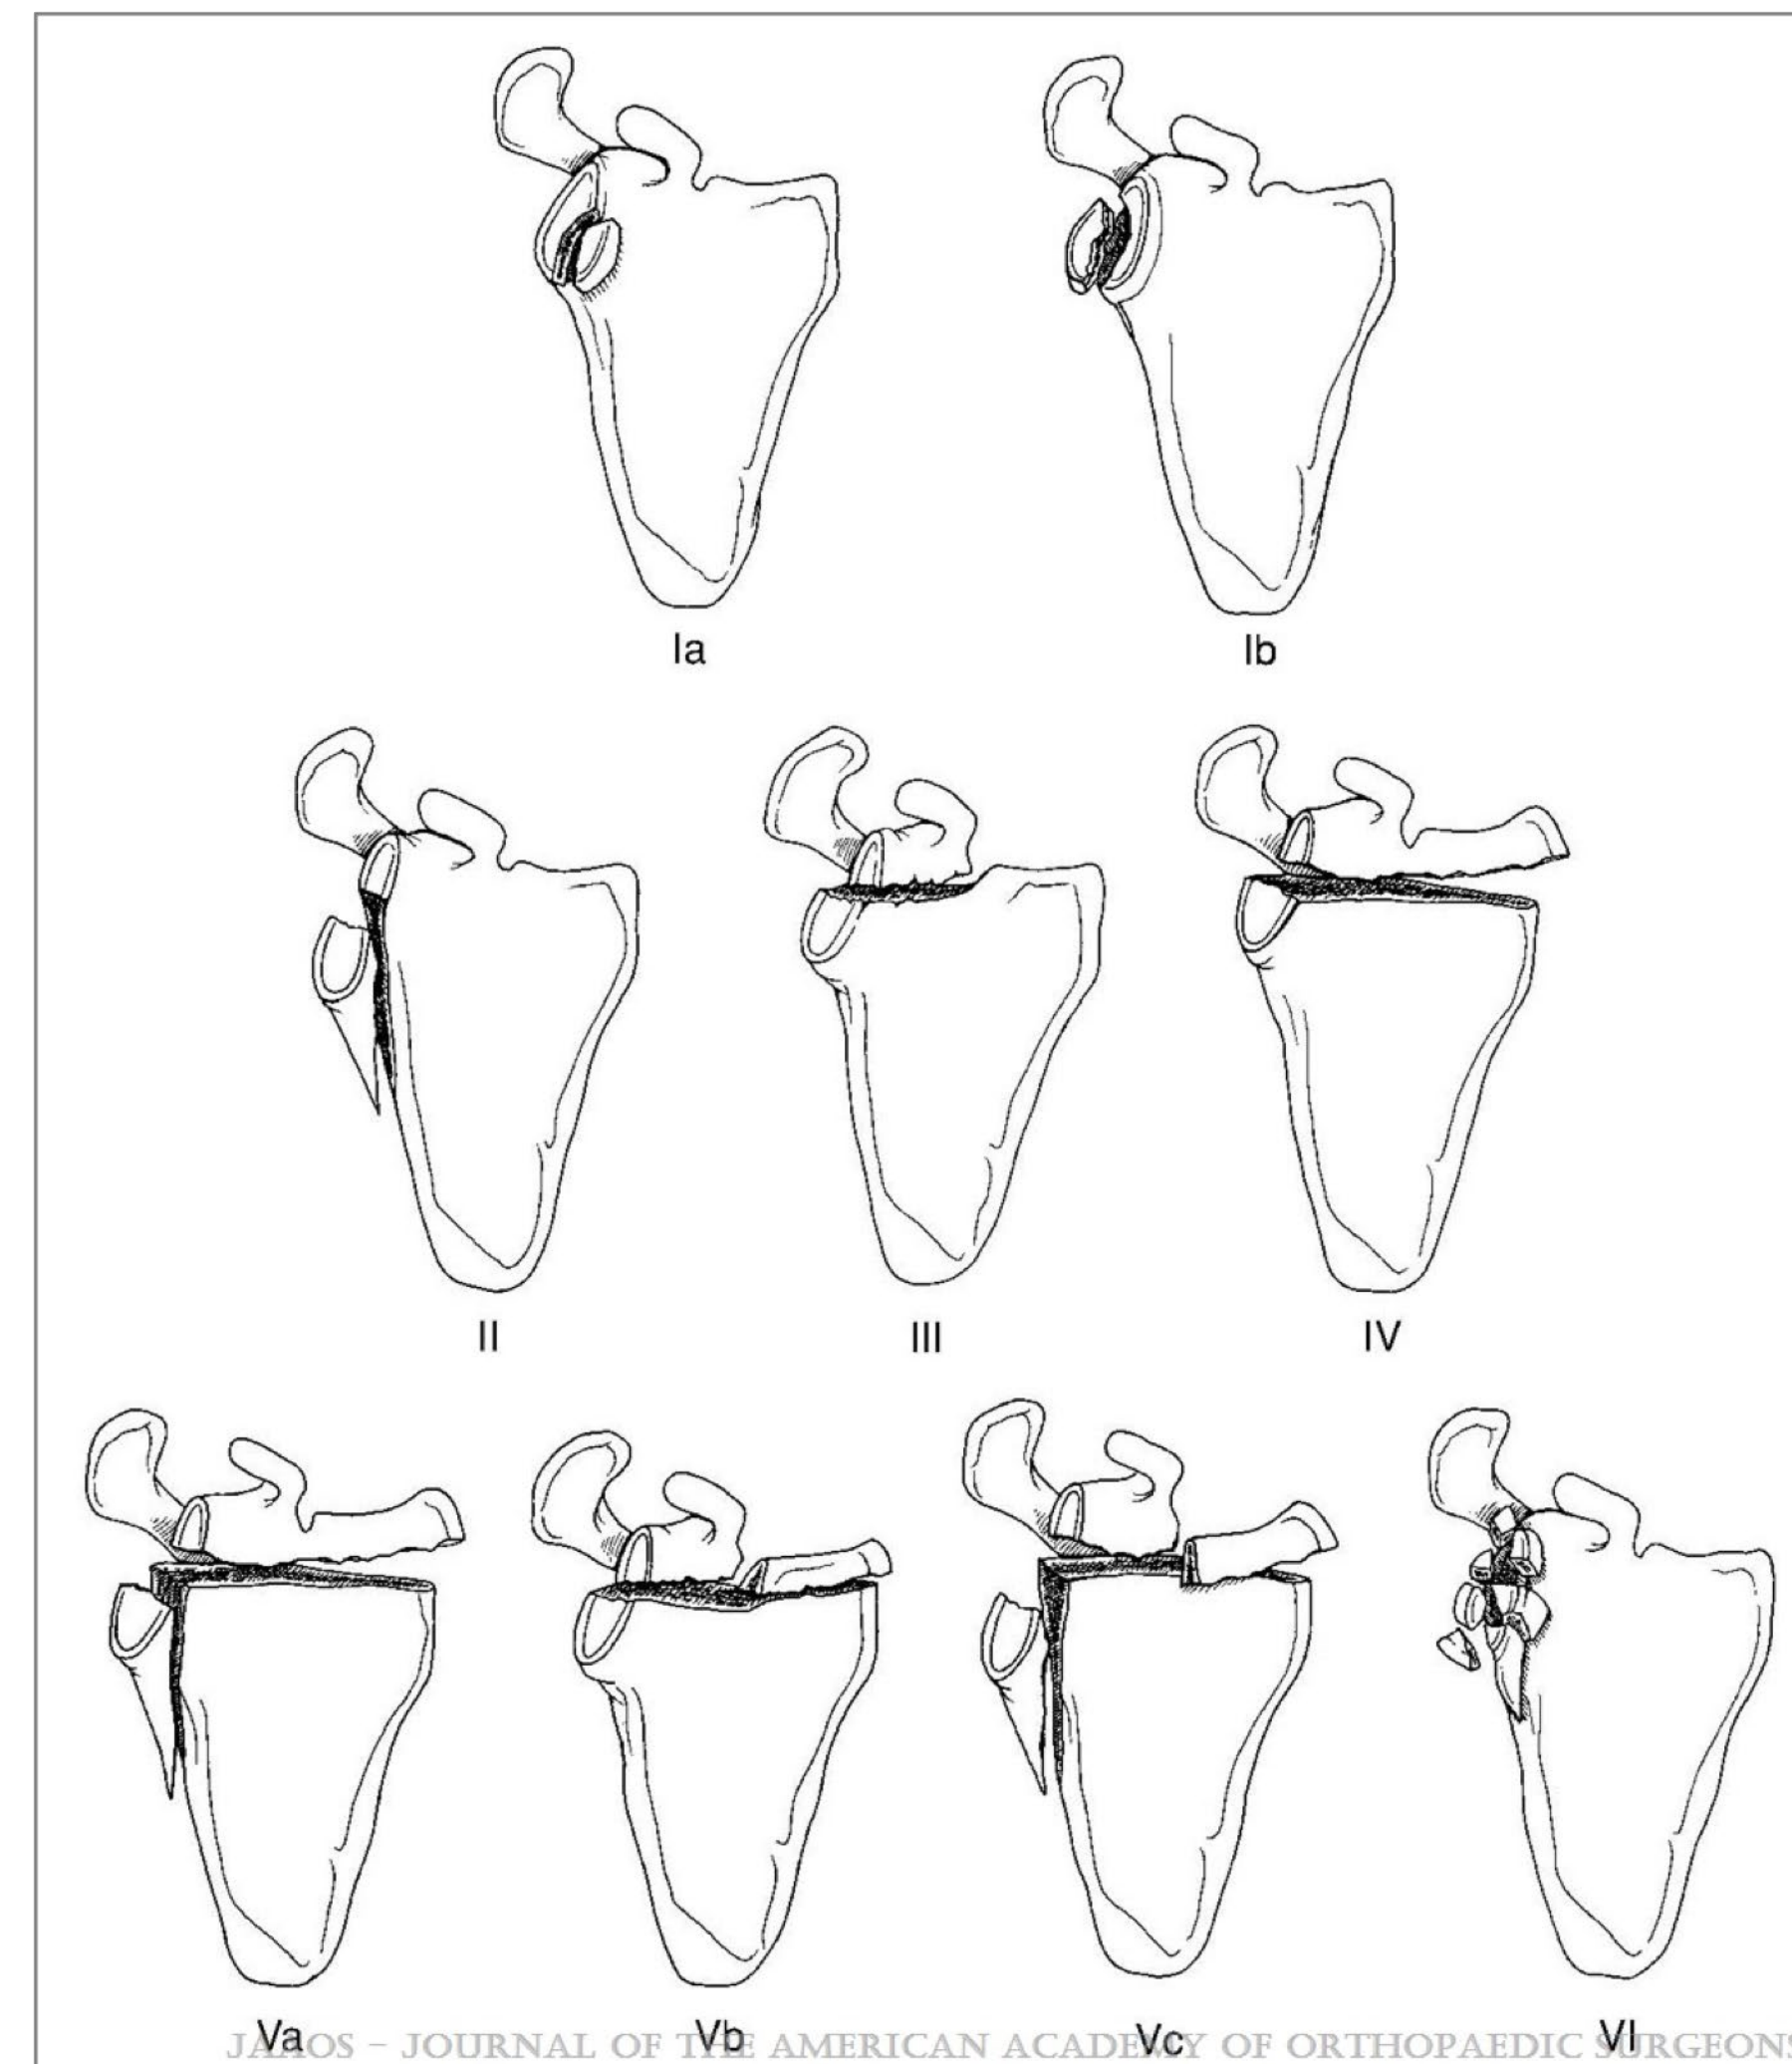 Ia Ib
II III IV
Va Vb Vc VI
JAAOS – JOURNAL OF THE AMERICAN ACADEMY OF ORTHOPAEDIC SURGEONS